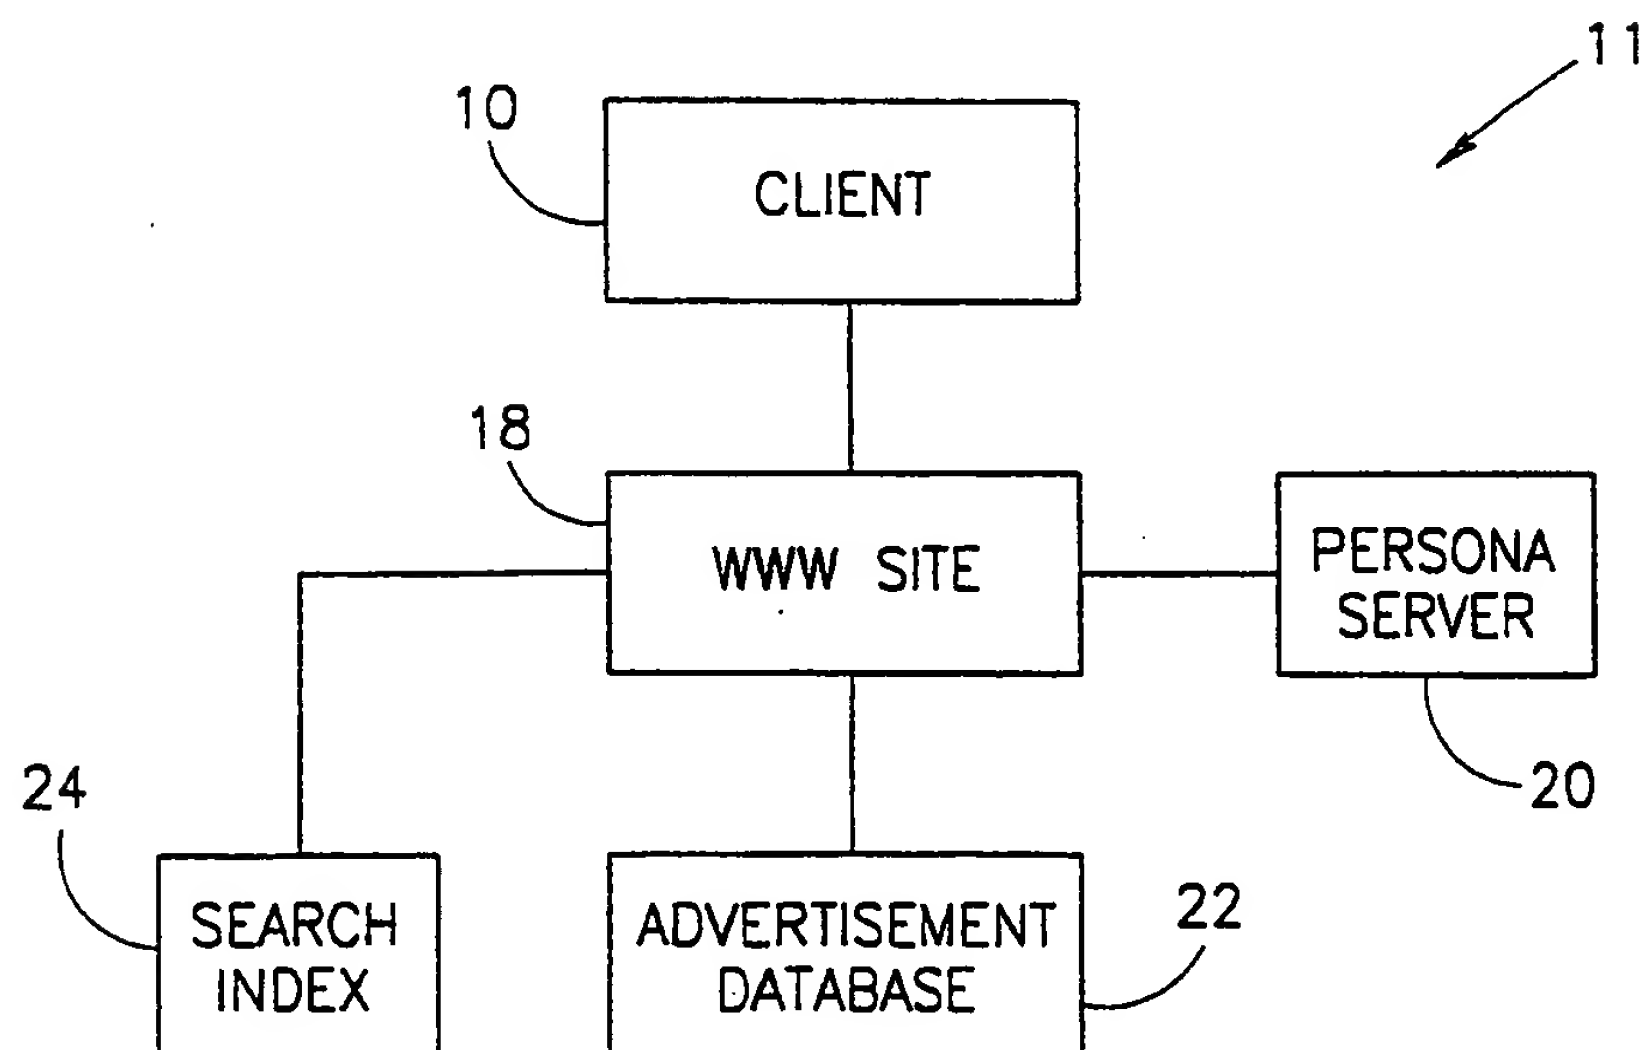 11
10
CLIENT
18
WWW SITE
PERSONA
SERVER
24
20
SEARCH
INDEX
ADVERTISEMENT
DATABASE
22